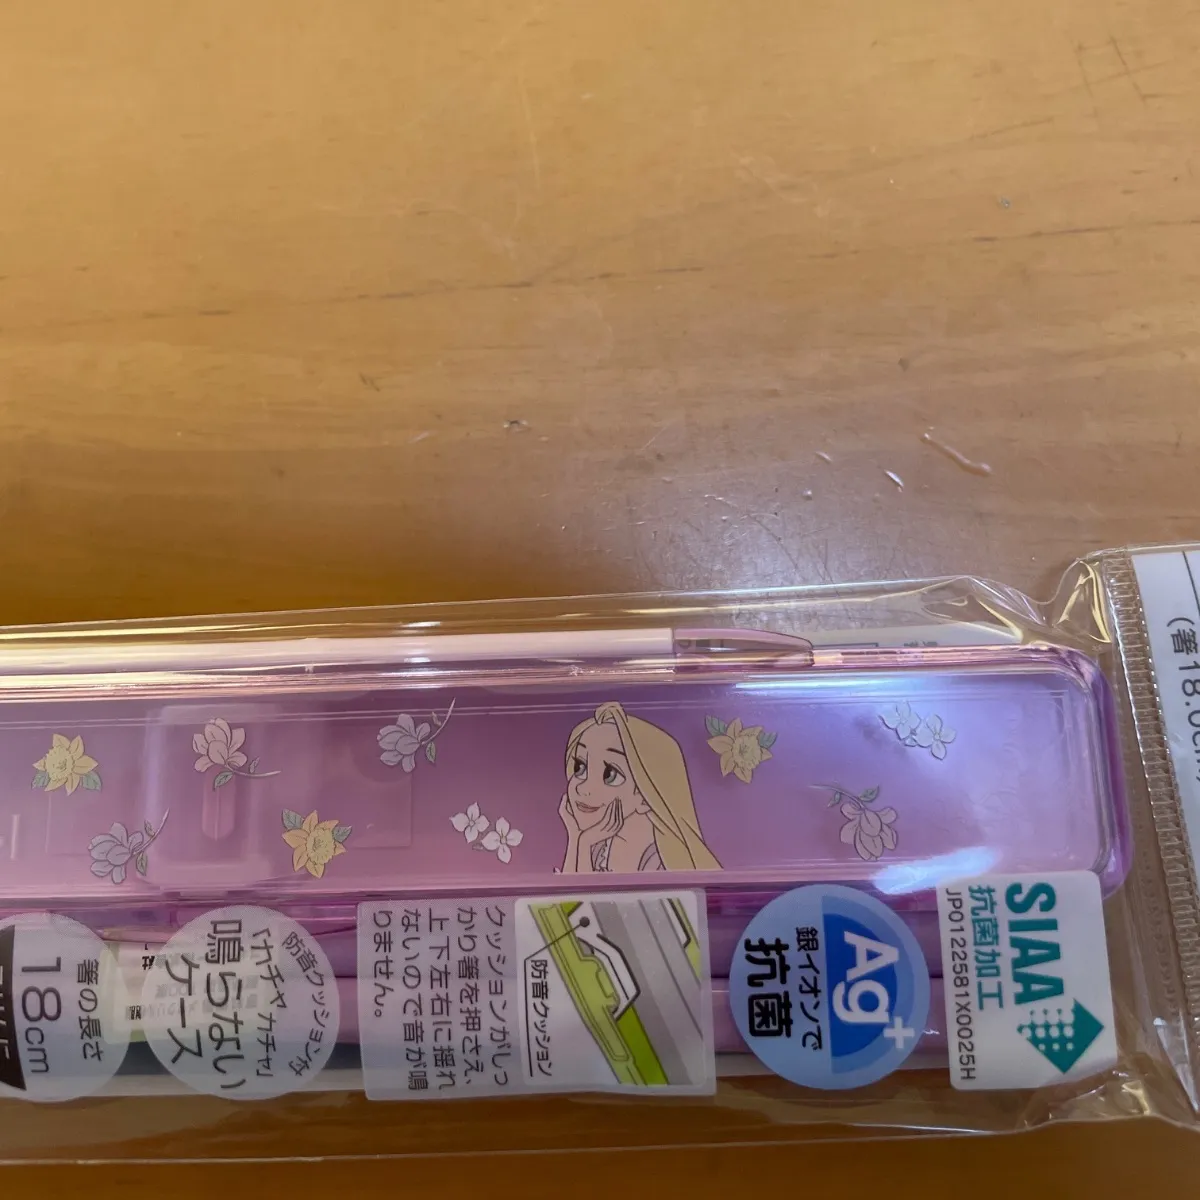 SIAA
抗菌加工
JP0122581X0025H
Ag+
銀イオンで
抗菌
防音クッション
クッションがしっ
かり箸を押さえ、
上下左右に揺れ
ないので音が鳴
りません。
防音クッション付
「カチャカチャ」
鳴らない
ケース
箸の長さ
18cm
(箸18.0cm